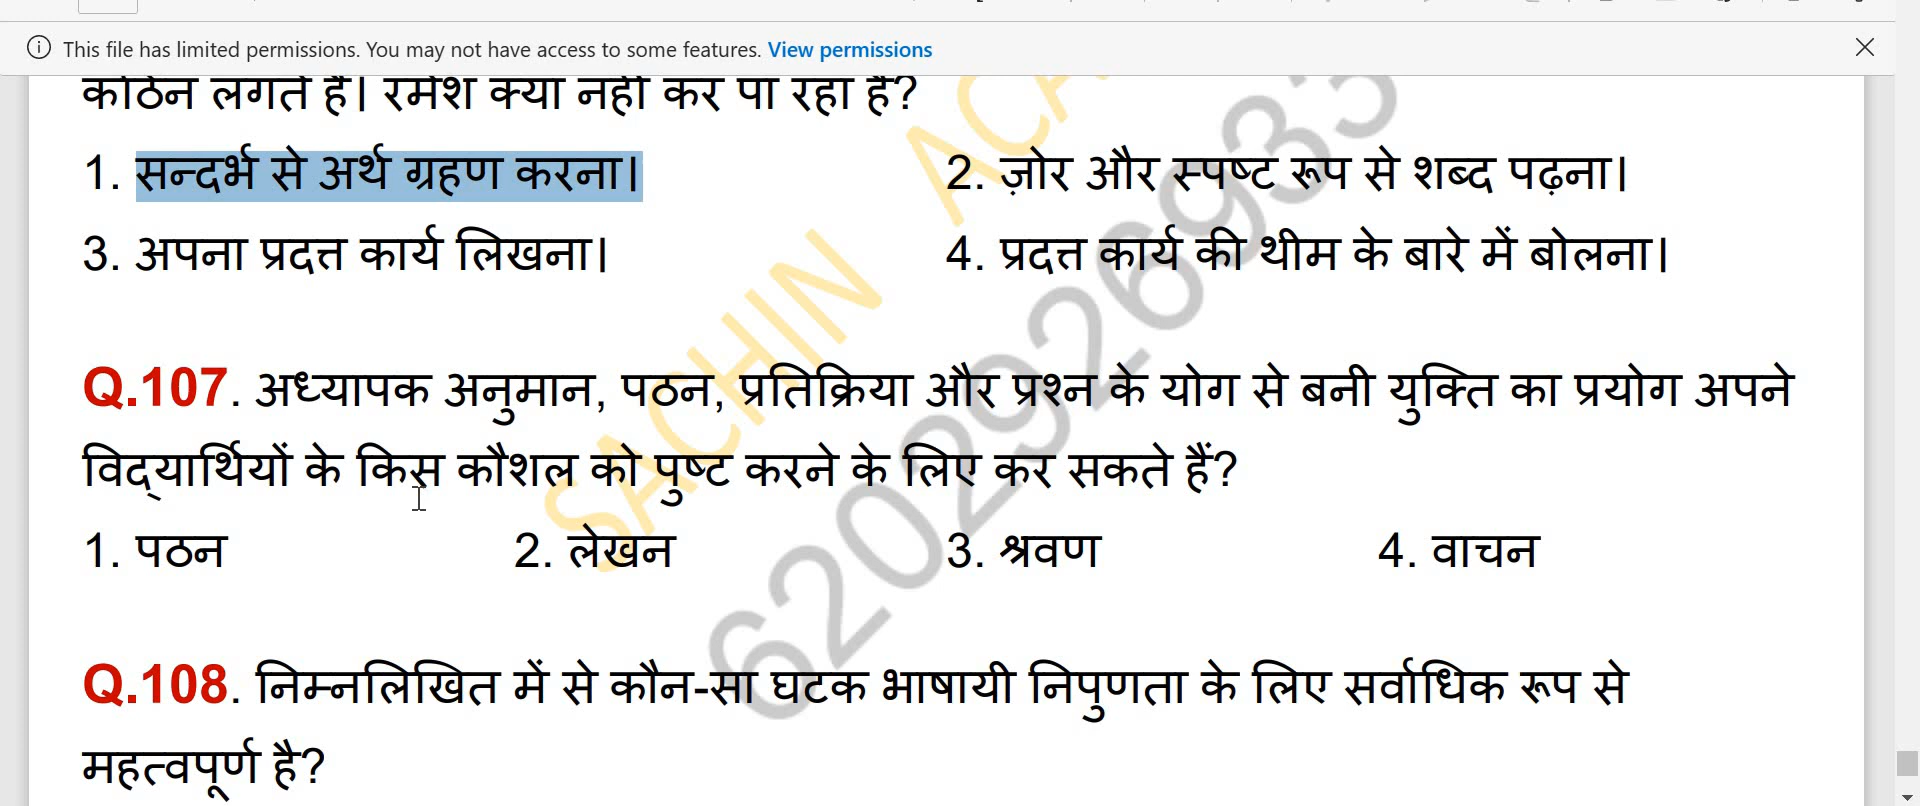 This file has limited permissions. You may not have access to some features. View permissions
कठिन लगते हैं। रमेश क्या नहीं कर पा रहा है?
1. सन्दर्भ से अर्थ ग्रहण करना। 2. ज़ोर और स्पष्ट रूप से शब्द पढ़ना।
3. अपना प्रदत्त कार्य लिखना। 4. प्रदत्त कार्य की थीम के बारे में बोलना।
Q.107. अध्यापक अनुमान, पठन, प्रतिक्रिया और प्रश्न के योग से बनी युक्ति का प्रयोग अपने
विद्यार्थियों के किस कौशल को पुष्ट करने के लिए कर सकते हैं?
1. पठन 2. लेखन 3. श्रवण 4. वाचन
Q.108. निम्नलिखित में से कौन-सा घटक भाषायी निपुणता के लिए सर्वाधिक रूप से
महत्वपूर्ण है?
SACHIN